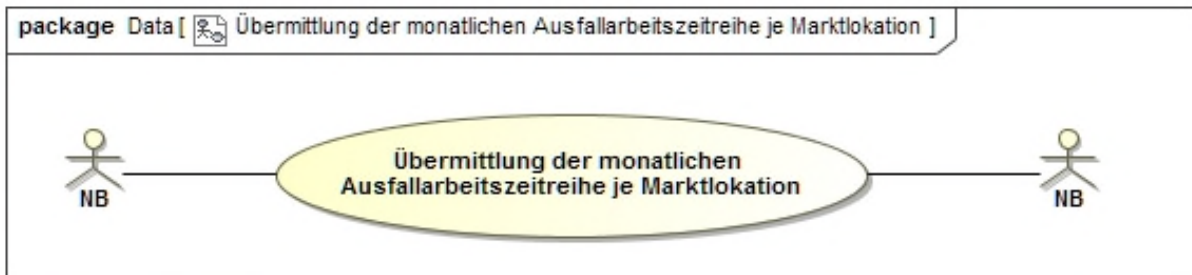 package Data [ Übermittlung der monatlichen Ausfallarbeitszeitreihe je Marktlokation ]
Übermittlung der monatlichen
Ausfallarbeitszeitreihe je Marktlokation
NB
NB